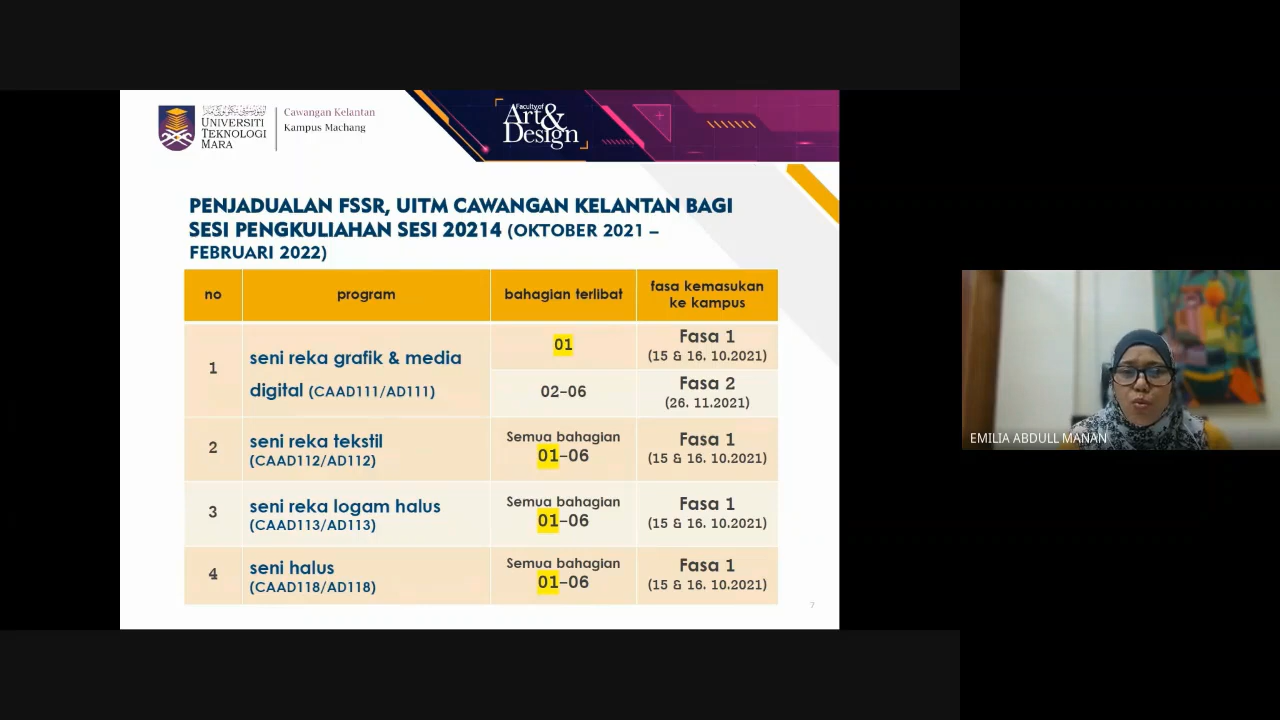 UNIVERSITI
TEKNOLOGI
MARA
Cawangan Kelantan
Kampus Machang
Faculty of
Art&
Design
PENJADUALAN FSSR, UITM CAWANGAN KELANTAN BAGI
SESI PENGKULIAHAN SESI 20214 (OKTOBER 2021 –
FEBRUARI 2022)
no program bahagian terlibat fasa kemasukan ke kampus
1 seni reka grafik & media
digital (CAAD111/AD111)
01 Fasa 1
(15 & 16. 10.2021)
02-06 Fasa 2
(26. 11.2021)
2 seni reka tekstil
(CAAD112/AD112)
Semua bahagian
01-06
Fasa 1
(15 & 16. 10.2021)
3 seni reka logam halus
(CAAD113/AD113)
Semua bahagian
01-06
Fasa 1
(15 & 16. 10.2021)
4 seni halus
(CAAD118/AD118)
Semua bahagian
01-06
Fasa 1
(15 & 16. 10.2021)
7
EMILIA ABDULL MANAN